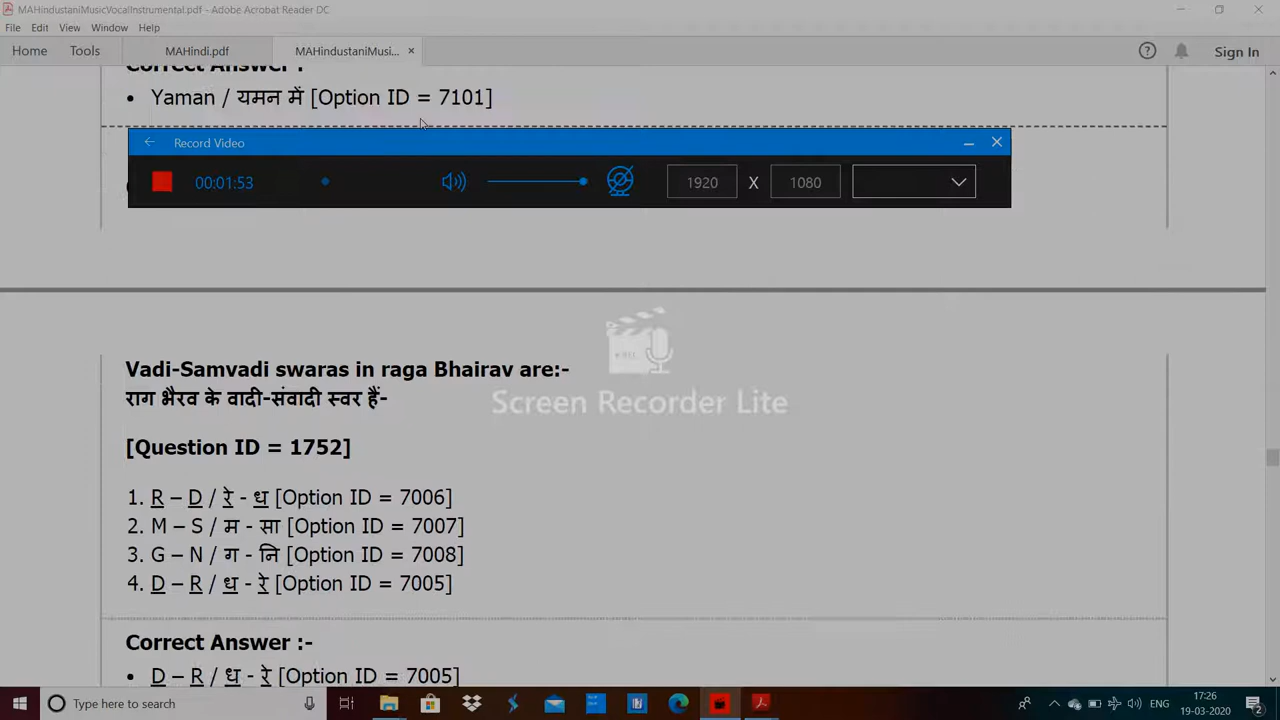 MAHindustaniMusicVocalInstrumental.pdf - Adobe Acrobat Reader DC
File Edit View Window Help
Home Tools MAHindi.pdf MAHindustaniMusi... × Sign In
Correct Answer :-
• Yaman / यमन में [Option ID = 7101]
Record Video
00:01:53 1920 X 1080
Screen Recorder Lite
Vadi-Samvadi swaras in raga Bhairav are:-
राग भैरव के वादी-संवादी स्वर हैं-
[Question ID = 1752]
1. R – D / रे - ध [Option ID = 7006]
2. M – S / म - सा [Option ID = 7007]
3. G – N / ग - नि [Option ID = 7008]
4. D – R / ध - रे [Option ID = 7005]
Correct Answer :-
• D – R / ध - रे [Option ID = 7005]
Type here to search ENG 17:26
19-03-2020 2